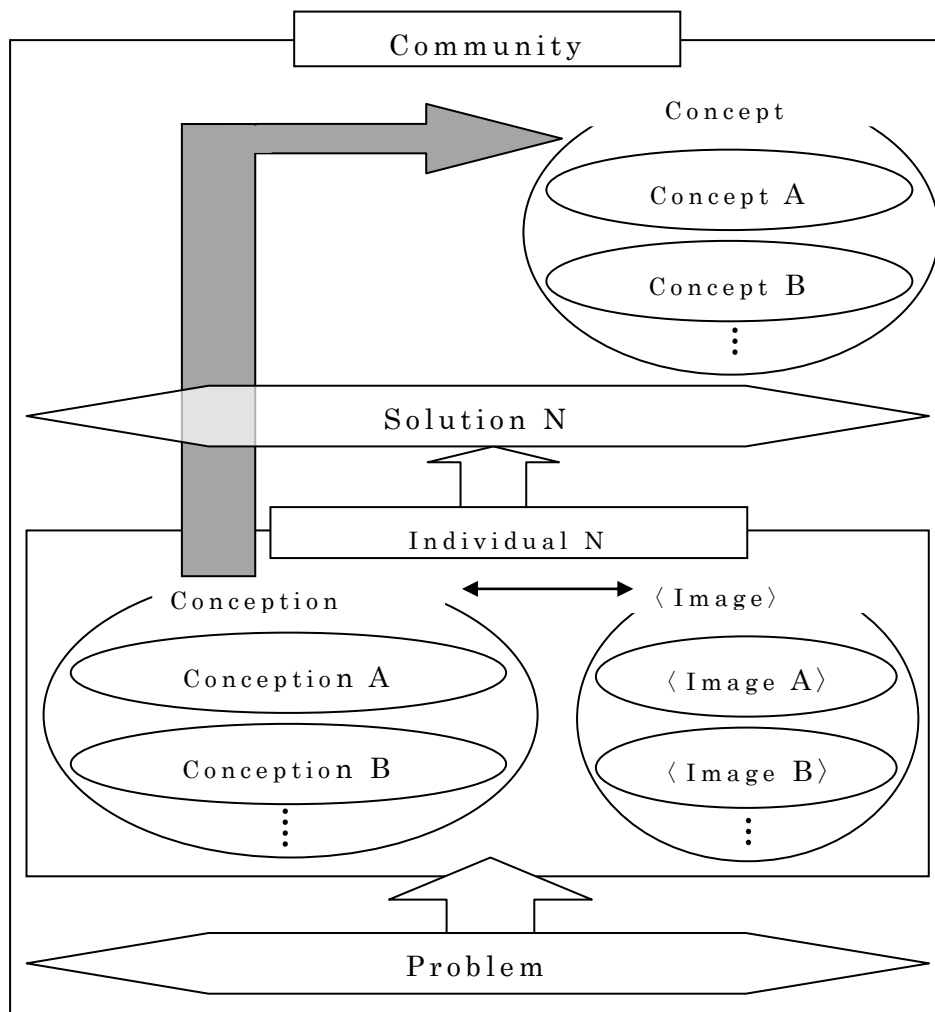 Community
Concept
Concept A
Concept B
Solution N
Individual N
Conception
〈Image〉
Conception A
〈Image A〉
Conception B
〈Image B〉
Problem